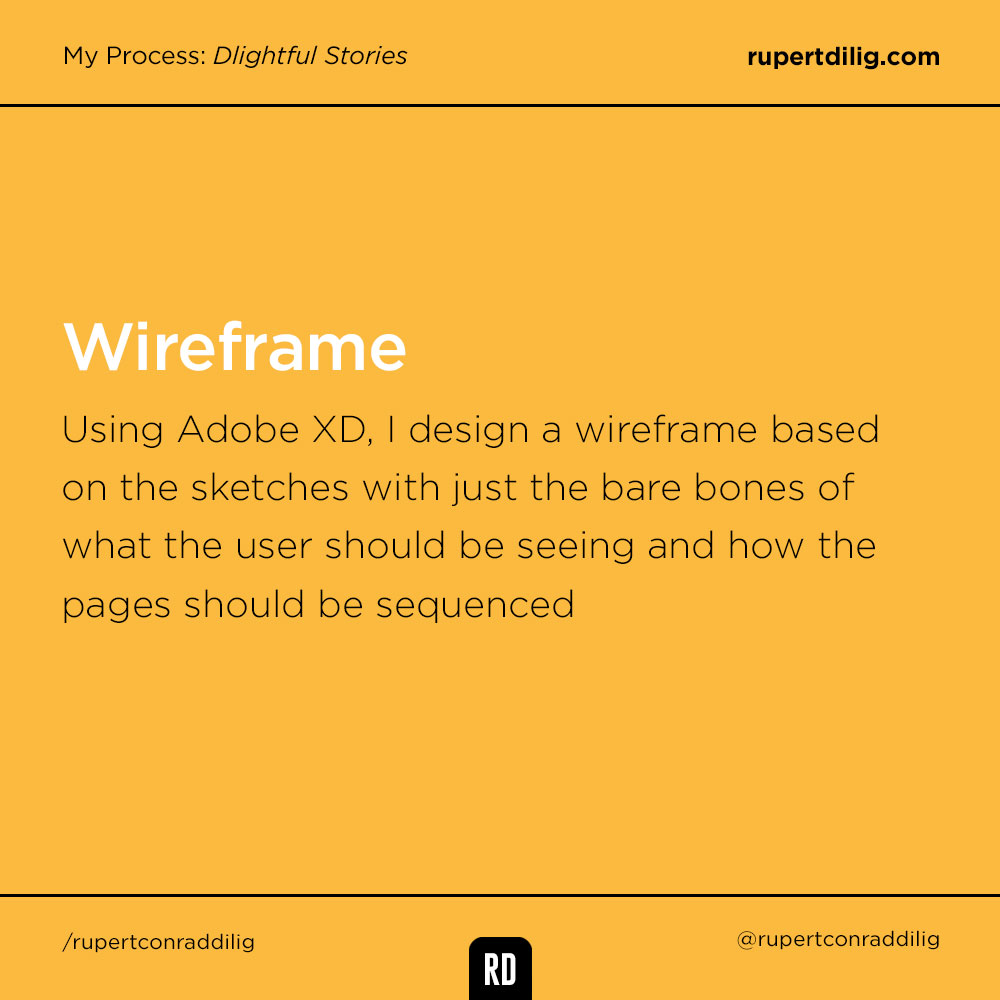 My Process: Dlightful Stories
rupertdilig.com
Wireframe
Using Adobe XD, I design a wireframe based
on the sketches with just the bare bones of
what the user should be seeing and how the
pages should be sequenced
/rupertconraddilig
RD
@rupertconraddilig